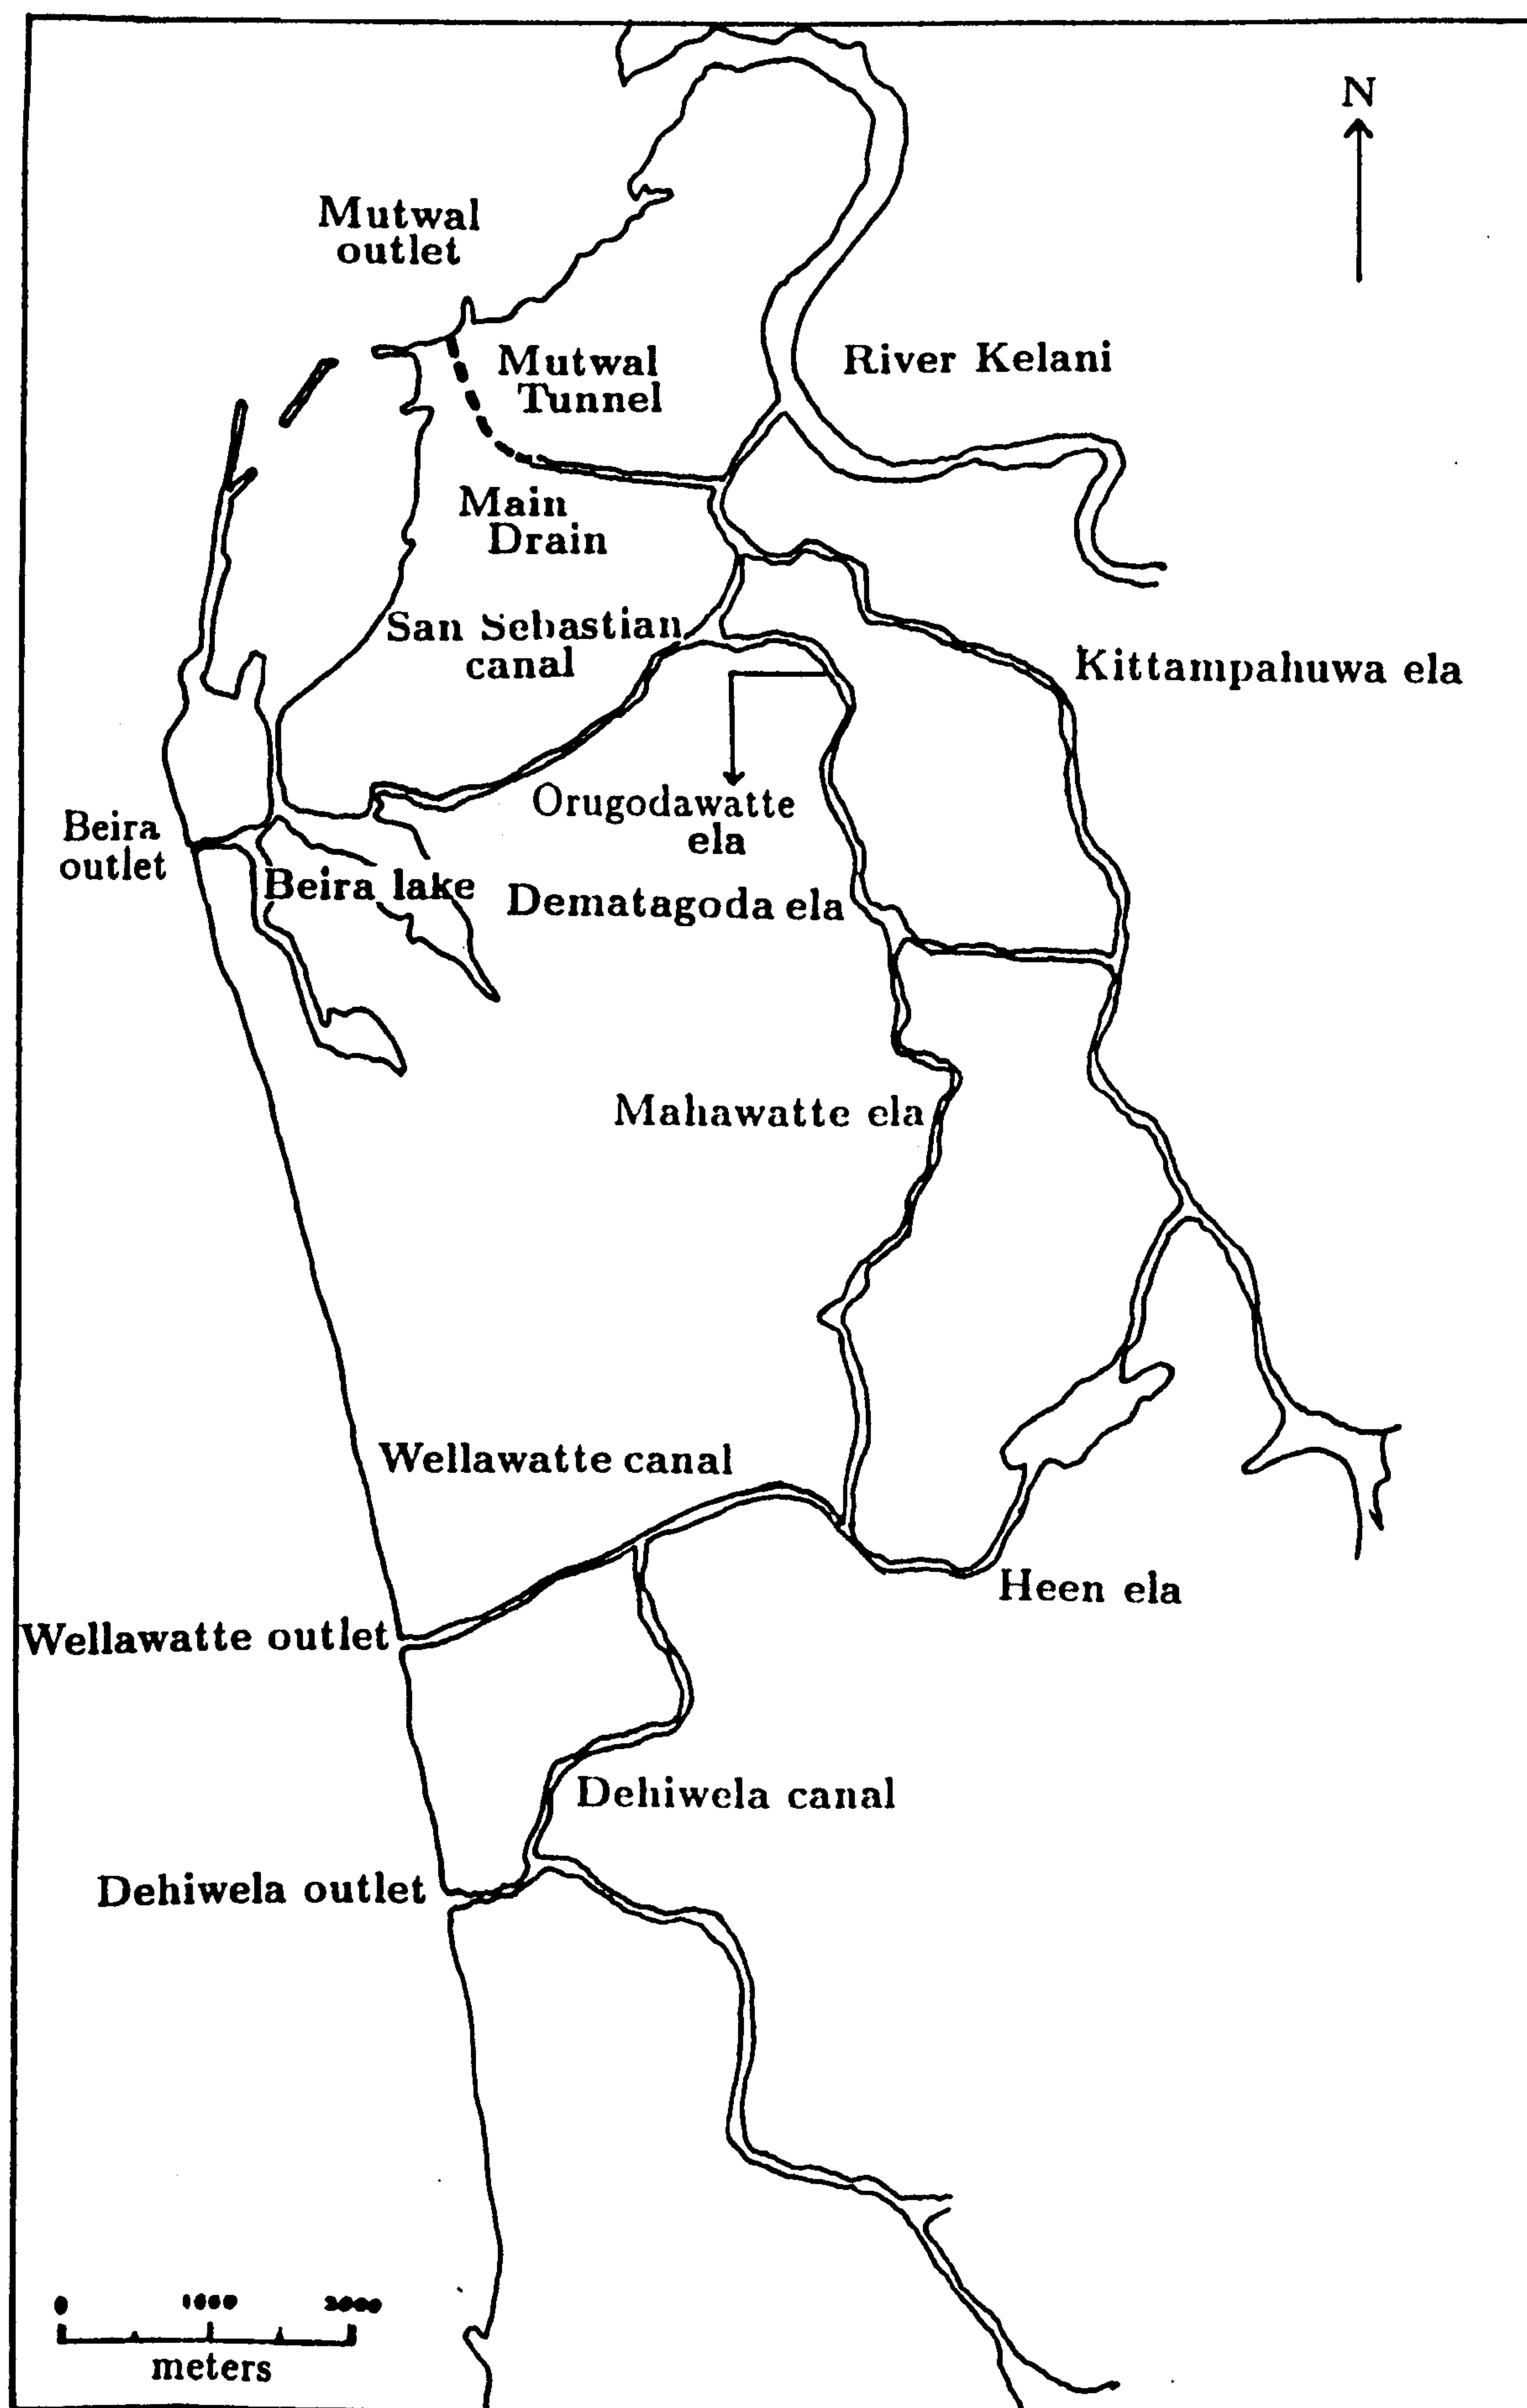 N
Mutwal
outlet
Mutwal
Tunnel
River Kelani
Main
Drain
San Sebastian
canal
Kittampahuwa ela
Orugodawatte
ela
Beira
outlet
Beira lake
Dematagoda ela
Mahawatte ela
Wellawatte canal
Heen ela
Wellawatte outlet
Dehiwela canal
Dehiwela outlet
0 1000 2000
meters